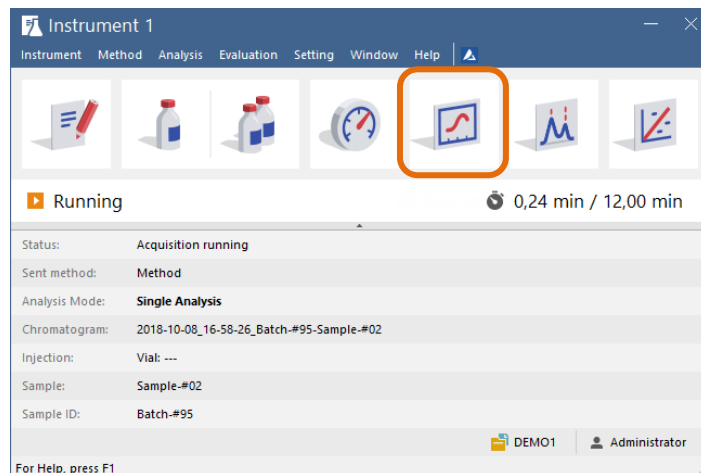 Instrument 1
Instrument Method Analysis Evaluation Setting Window Help
Running 0,24 min / 12,00 min
Status: Acquisition running
Sent method: Method
Analysis Mode: Single Analysis
Chromatogram: 2018-10-08_16-58-26_Batch-#95-Sample-#02
Injection: Vial: ---
Sample: Sample-#02
Sample ID: Batch-#95
DEMO1 Administrator
For Help, press F1